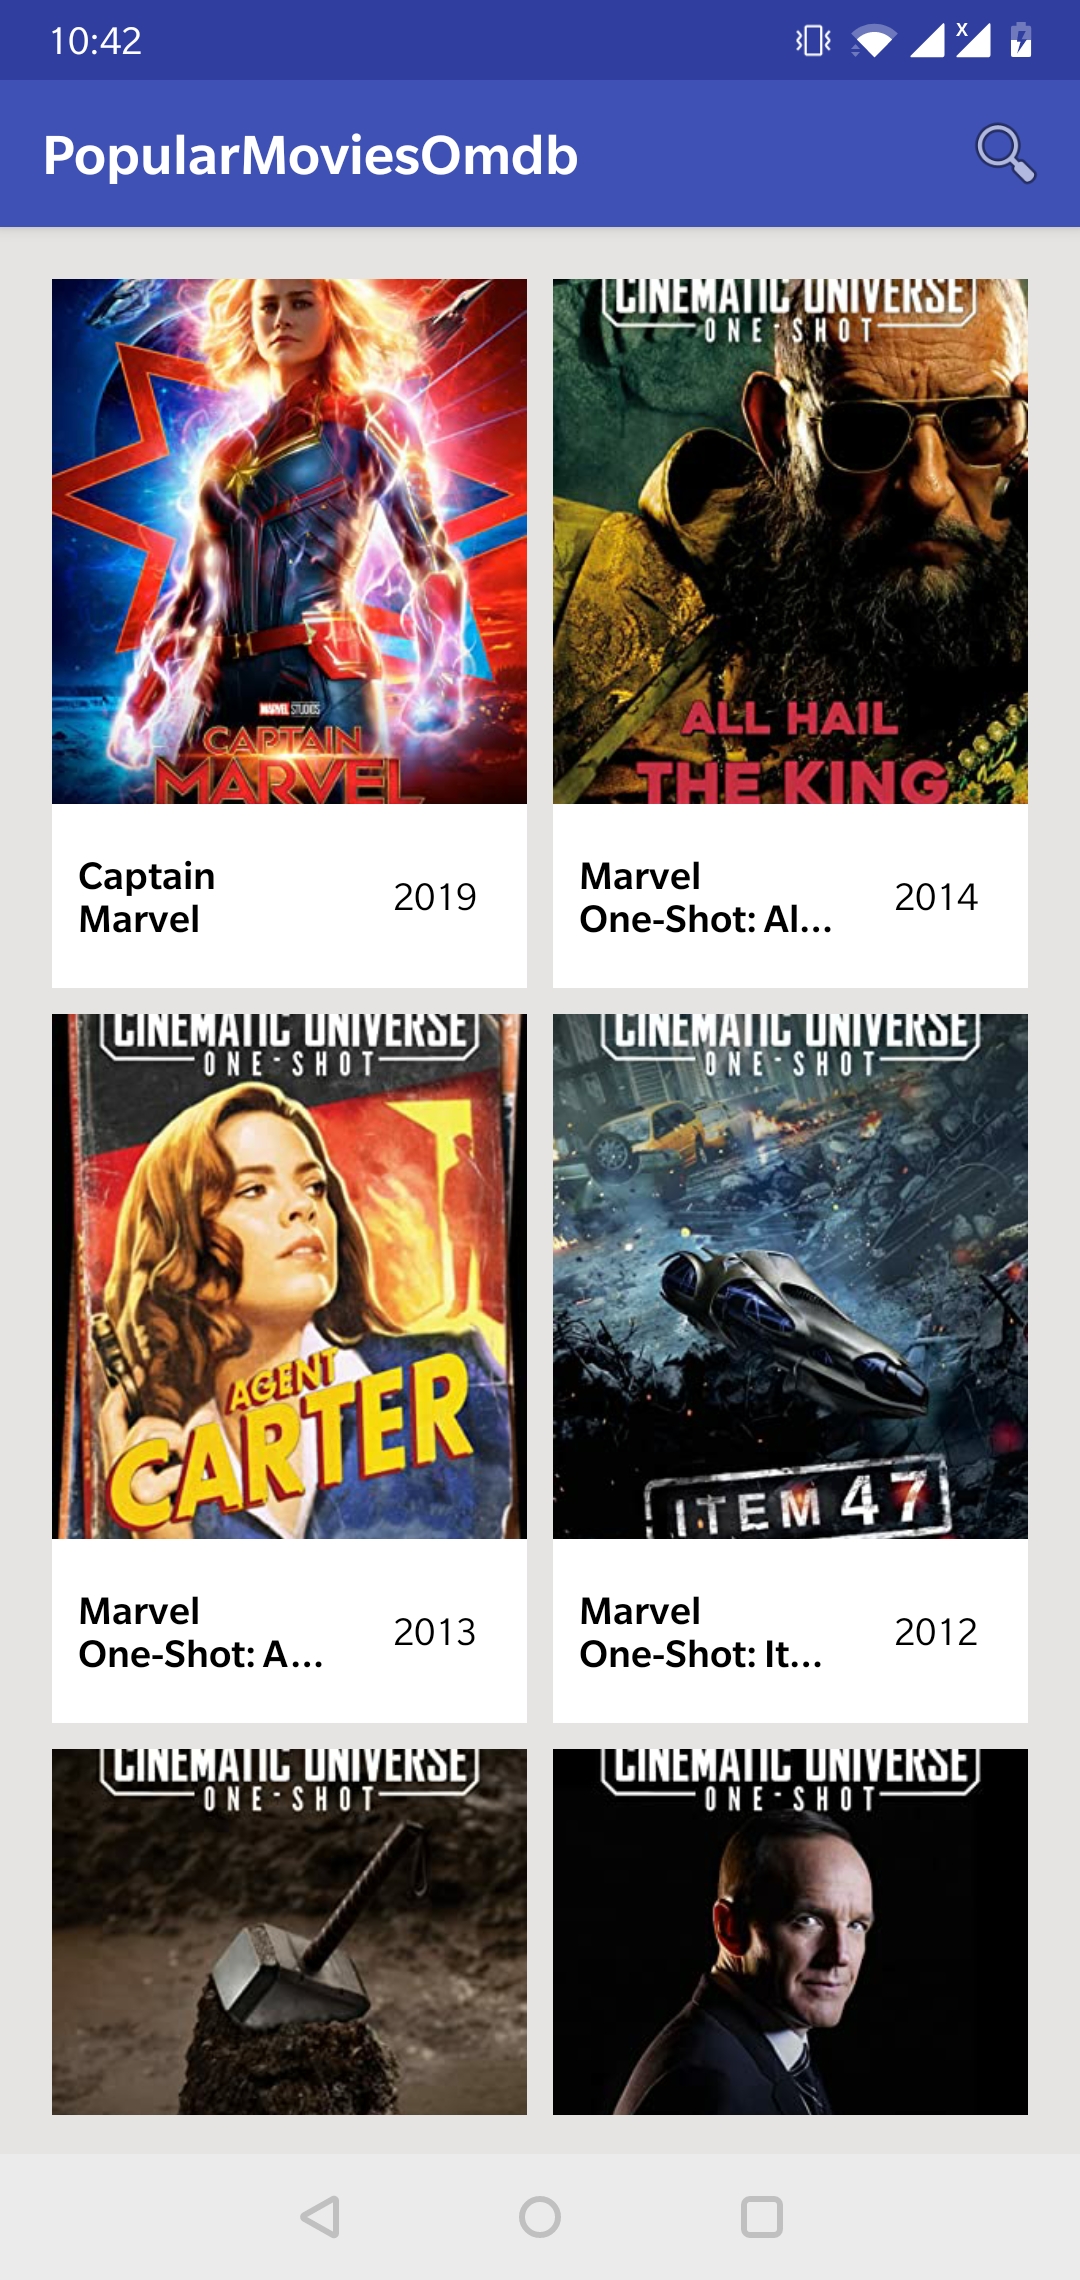 10:42
X
PopularMoviesOmdb
MARVEL STUDIOS
CAPTAIN
MARVEL
CINEMATIC UNIVERSE
ONE-SHOT
ALL HAIL
THE KING
Captain
Marvel
2019
Marvel
One-Shot: Al...
2014
CINEMATIC UNIVERSE
ONE-SHOT
AGENT
CARTER
CINEMATIC UNIVERSE
ONE-SHOT
ITEM 47
Marvel
One-Shot: A...
2013
Marvel
One-Shot: It...
2012
CINEMATIC UNIVERSE
ONE-SHOT
CINEMATIC UNIVERSE
ONE-SHOT